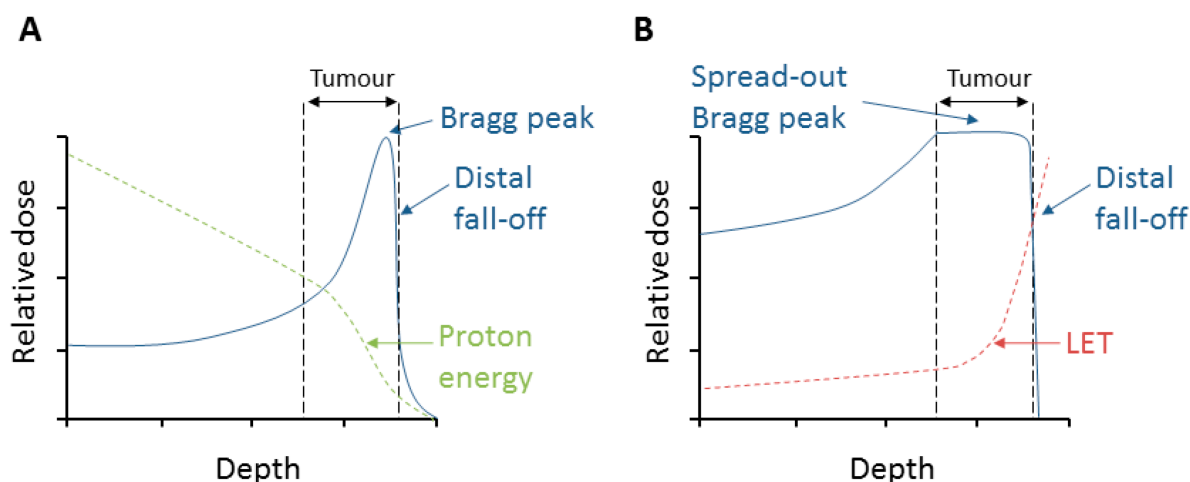 A
Tumour
Bragg peak
Distal
fall-off
Proton
energy
Relative dose
Depth
B
Spread-out
Bragg peak
Tumour
Distal
fall-off
LET
Relative dose
Depth